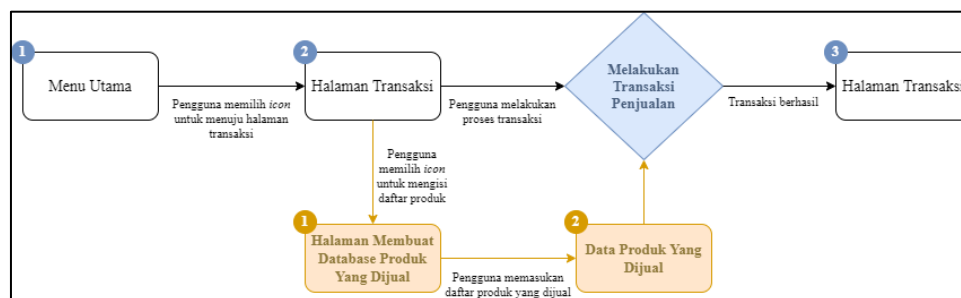 1
Menu Utama
Pengguna memilih icon
untuk menuju halaman
transaksi
2
Halaman Transaksi
Pengguna melakukan
proses transaksi
Melakukan
Transaksi
Penjualan
Transaksi berhasil
3
Halaman Transaksi
Pengguna
memilih icon
untuk mengisi
daftar produk
1
Halaman Membuat
Database Produk
Yang Dijual
Pengguna memasukan
daftar produk yang dijual
2
Data Produk Yang
Dijual